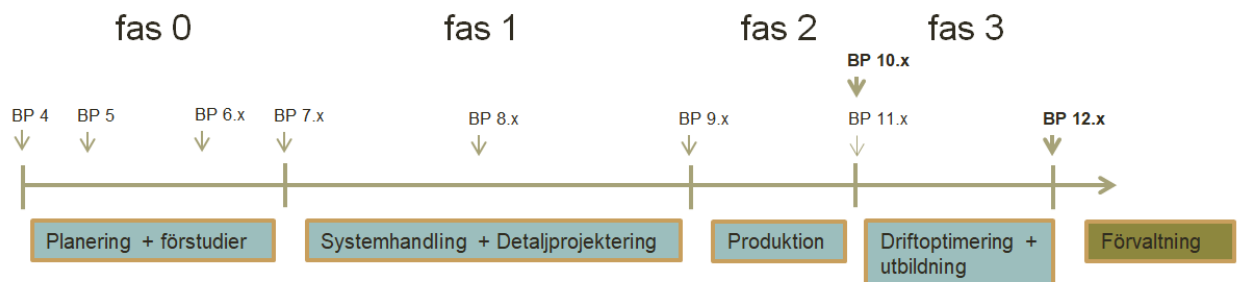 fas 0
fas 1
fas 2
fas 3
BP 10.x
BP 4
BP 5
BP 6.x
BP 7.x
BP 8.x
BP 9.x
BP 11.x
BP 12.x
Planering + förstudier
Systemhandling + Detaljprojektering
Produktion
Driftoptimering +
utbildning
Förvaltning